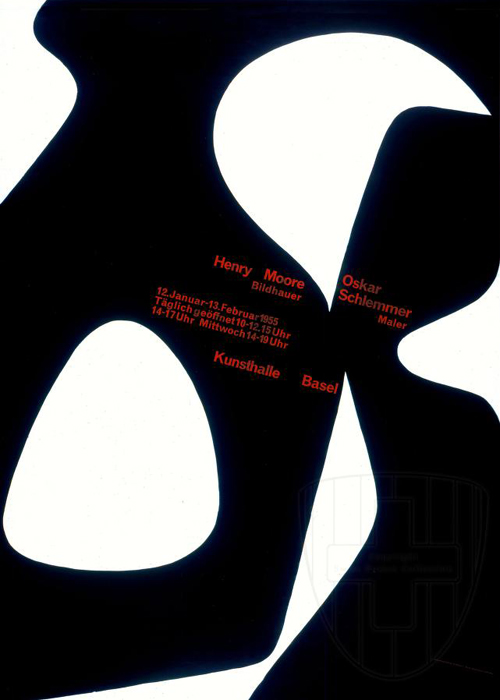 Henry Moore
Bildhauer
Oskar
Schlemmer
Maler
12.Januar-13.Februar 1955
Täglich geöffnet 10-12.15 Uhr
14-17 Uhr Mittwoch 14-19 Uhr
Kunsthalle Basel